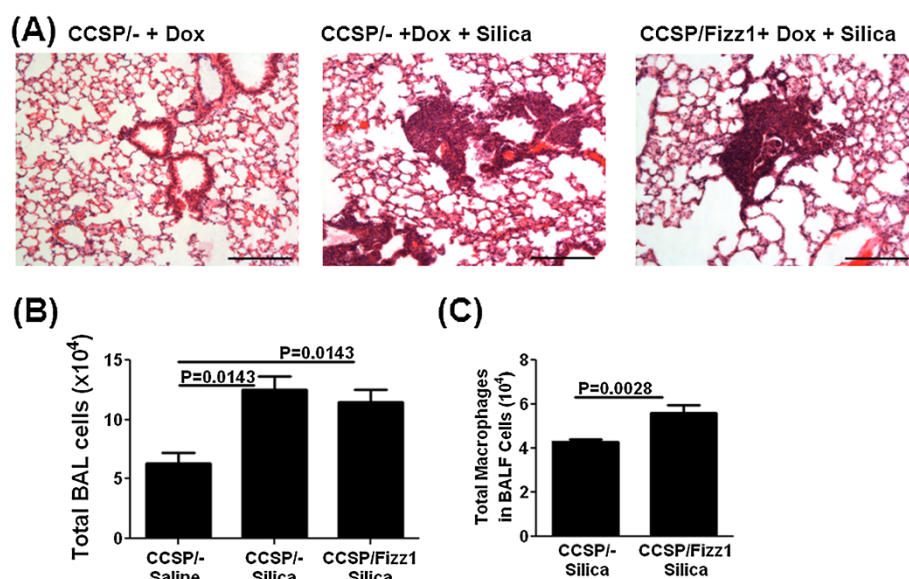 (A) CCSP/- + Dox CCSP/- +Dox + Silica CCSP/Fizz1+ Dox + Silica
(B)
Total BAL cells (x10⁴)
15
10
5
0
P=0.0143
P=0.0143
CCSP/-
Saline
CCSP/-
Silica
CCSP/Fizz1
Silica
(C)
Total Macrophages
in BALF Cells (10⁴)
8
6
4
2
0
P=0.0028
CCSP/-
Silica
CCSP/Fizz1
Silica